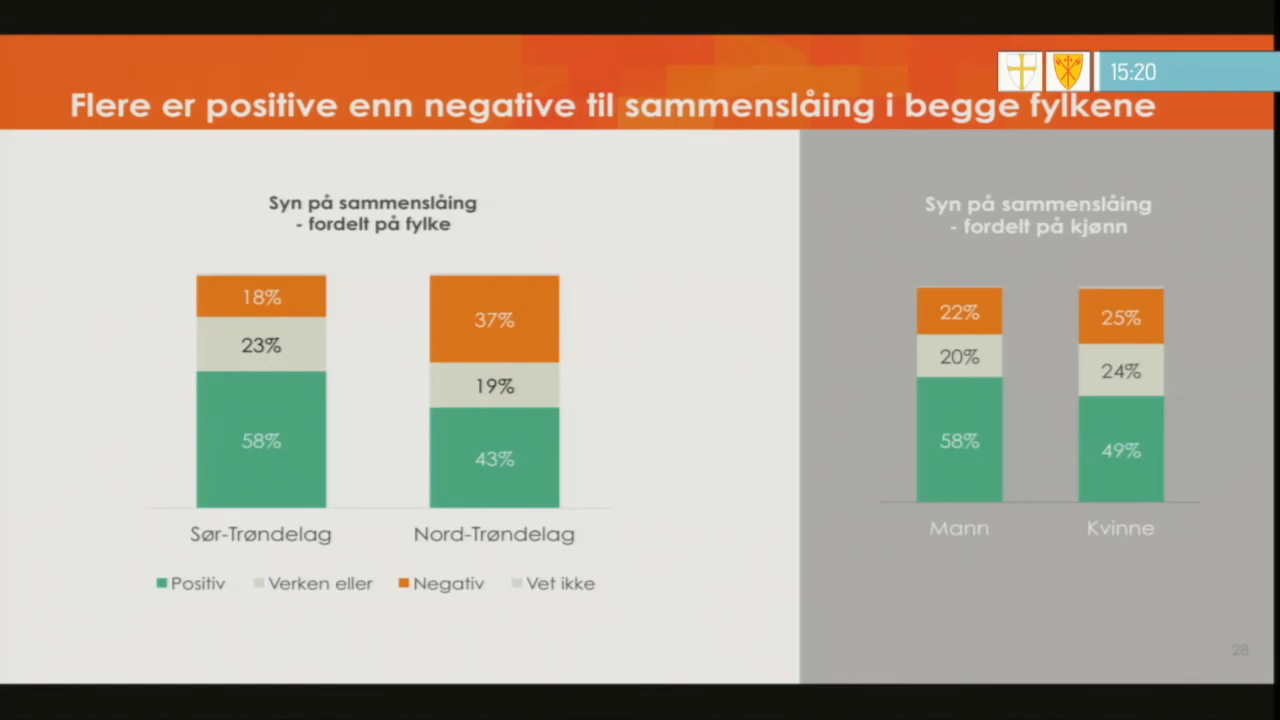 15:20
Flere er positive enn negative til sammenslåing i begge fylkene
Syn på sammenslåing
- fordelt på fylke
18%
23%
58%
37%
19%
43%
Sør-Trøndelag
Nord-Trøndelag
Positiv
Verken eller
Negativ
Vet ikke
Syn på sammenslåing
- fordelt på kjønn
22%
20%
58%
25%
24%
49%
Mann
Kvinne
26